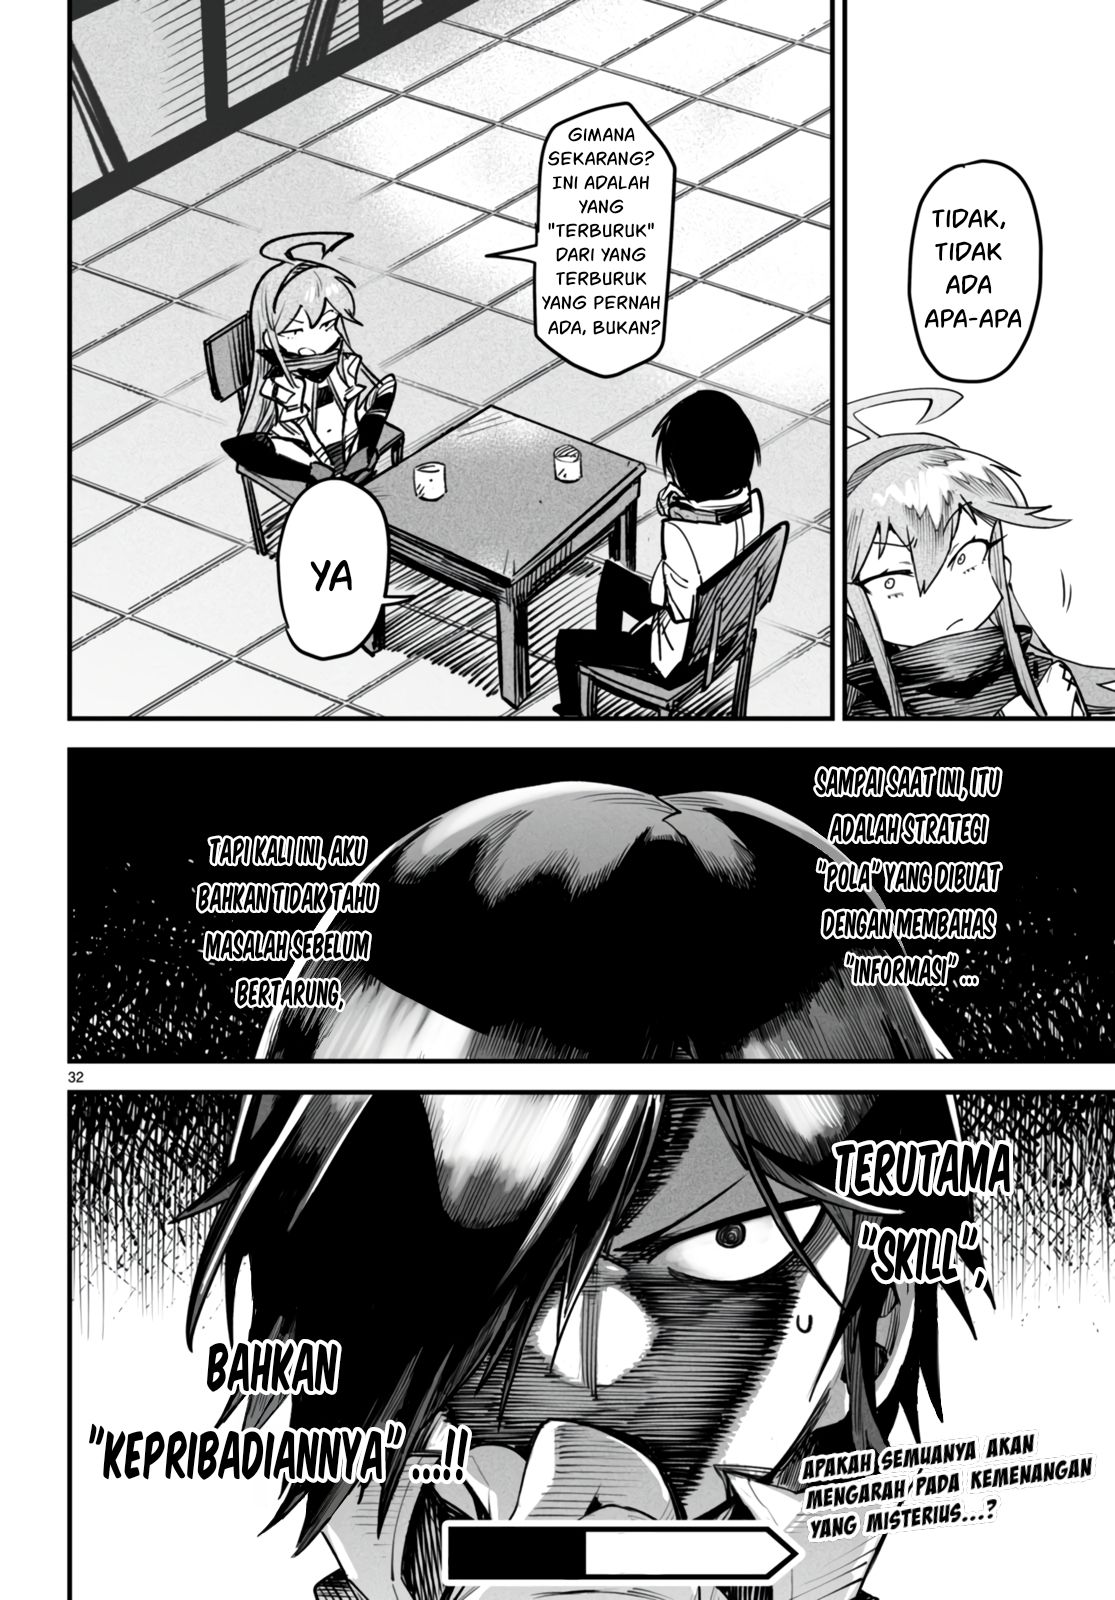 TIDAK,
TIDAK
ADA
APA-APA
GIMANA
SEKARANG?
INI ADALAH
YANG
"TERBURUK"
DARI YANG
TERBURUK
YANG PERNAH
ADA, BUKAN?
YA
SAMPAI SAAT INI, ITU
ADALAH STRATEGI
"POLA" YANG DIBUAT
DENGAN MEMBAHAS
"INFORMASI" ...
TAPI KALI INI, AKU
BAHKAN TIDAK TAHU
MASALAH SEBELUM
BERTARUNG,
32
TERUTAMA
"SKILL",
BAHKAN
"KEPRIBADIANNYA" ...!!
APAKAH SEMUANYA AKAN
MENGARAH PADA KEMENANGAN
YANG MISTERIUS...?